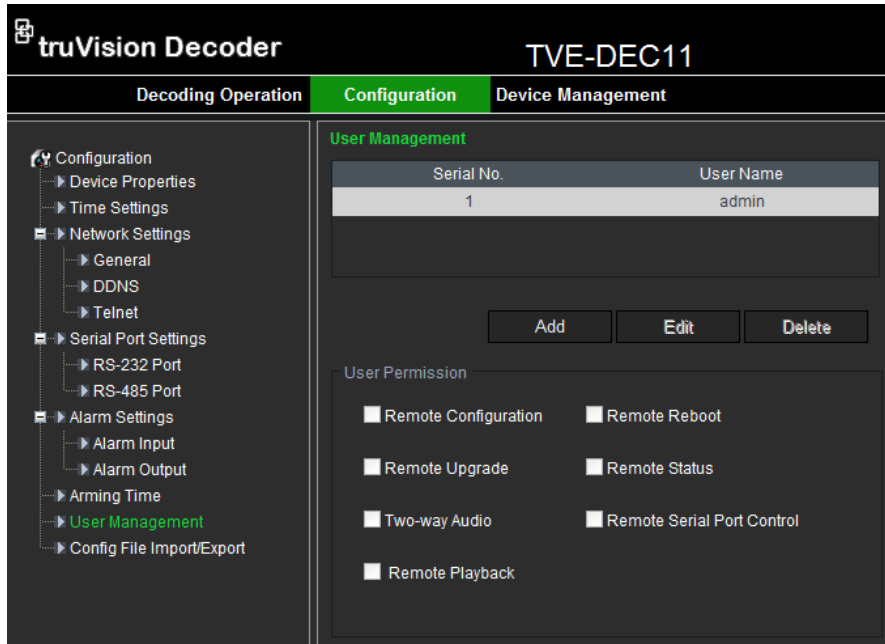 truVision Decoder
TVE-DEC11
Decoding Operation Configuration Device Management
Configuration
Device Properties
Time Settings
Network Settings
General
DDNS
Telnet
Serial Port Settings
RS-232 Port
RS-485 Port
Alarm Settings
Alarm Input
Alarm Output
Arming Time
User Management
Config File Import/Export
User Management
Serial No. User Name
1 admin
Add Edit Delete
User Permission
Remote Configuration Remote Reboot
Remote Upgrade Remote Status
Two-way Audio Remote Serial Port Control
Remote Playback